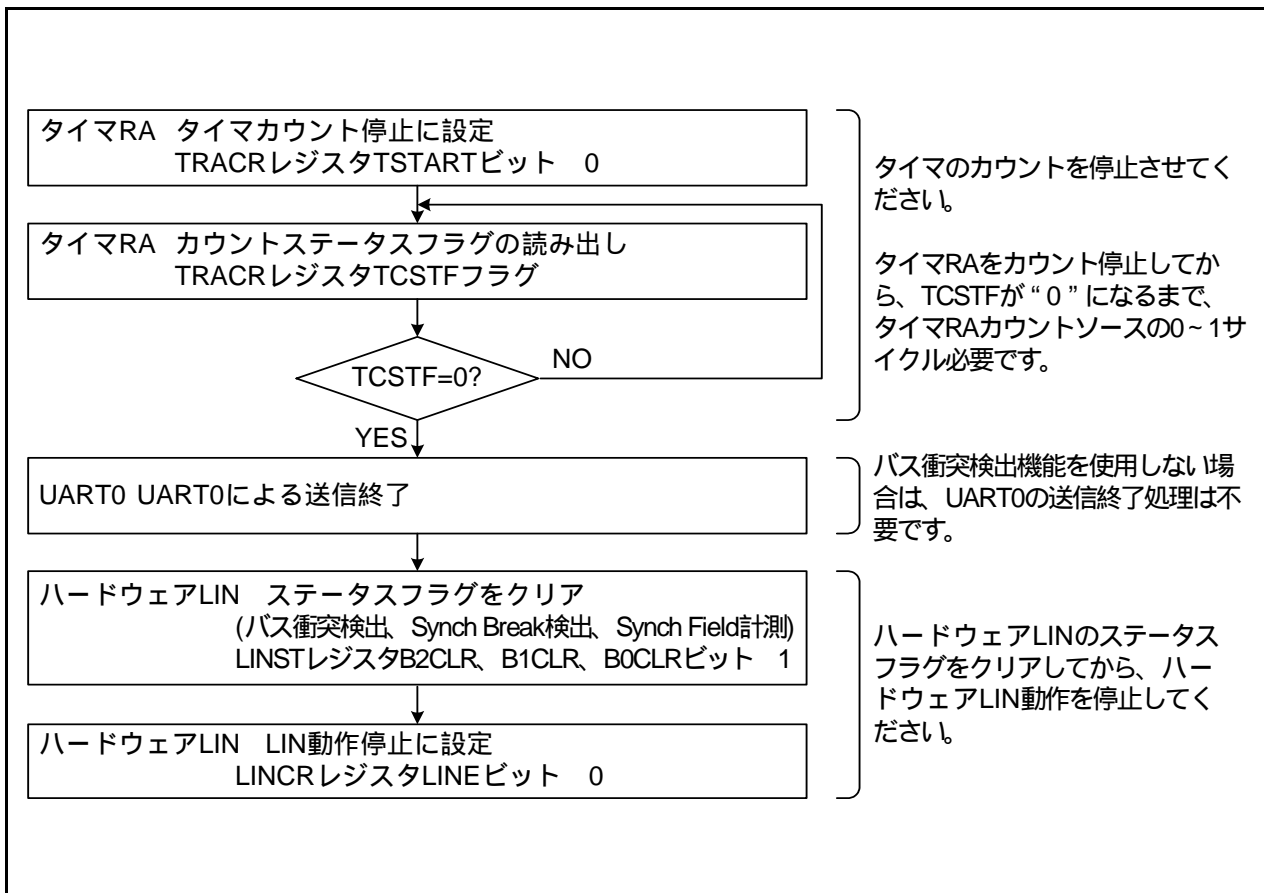 タイマRA タイマカウント停止に設定
TRACRレジスタTSTARTビット 0
タイマRA カウントステータスフラグの読み出し
TRACRレジスタTCSTFフラグ
TCSTF=0?
NO
YES
UART0 UART0による送信終了
ハードウェアLIN ステータスフラグをクリア
(バス衝突検出、Synch Break検出、Synch Field計測)
LINSTレジスタB2CLR、B1CLR、B0CLRビット 1
ハードウェアLIN LIN動作停止に設定
LINCRレジスタLINEビット 0
タイマのカウントを停止させてく
ださい。
タイマRAをカウント停止してか
ら、TCSTFが“0”になるまで、
タイマRAカウントソースの0~1サ
イクル必要です。
バス衝突検出機能を使用しない場
合は、UART0の送信終了処理は不
要です。
ハードウェアLINのステータス
フラグをクリアしてから、ハー
ドウェアLIN動作を停止してく
ださい。